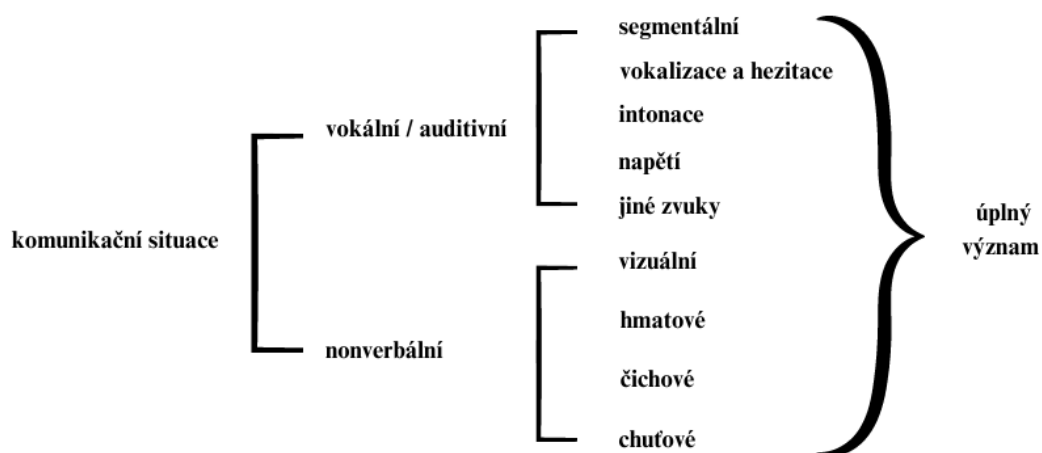 segmentální
vokalizace a hezitace
vokální / auditivní
intonace
napětí
jiné zvuky
komunikační situace
úplný
význam
vizuální
hmatové
nonverbální
čichové
chuťové